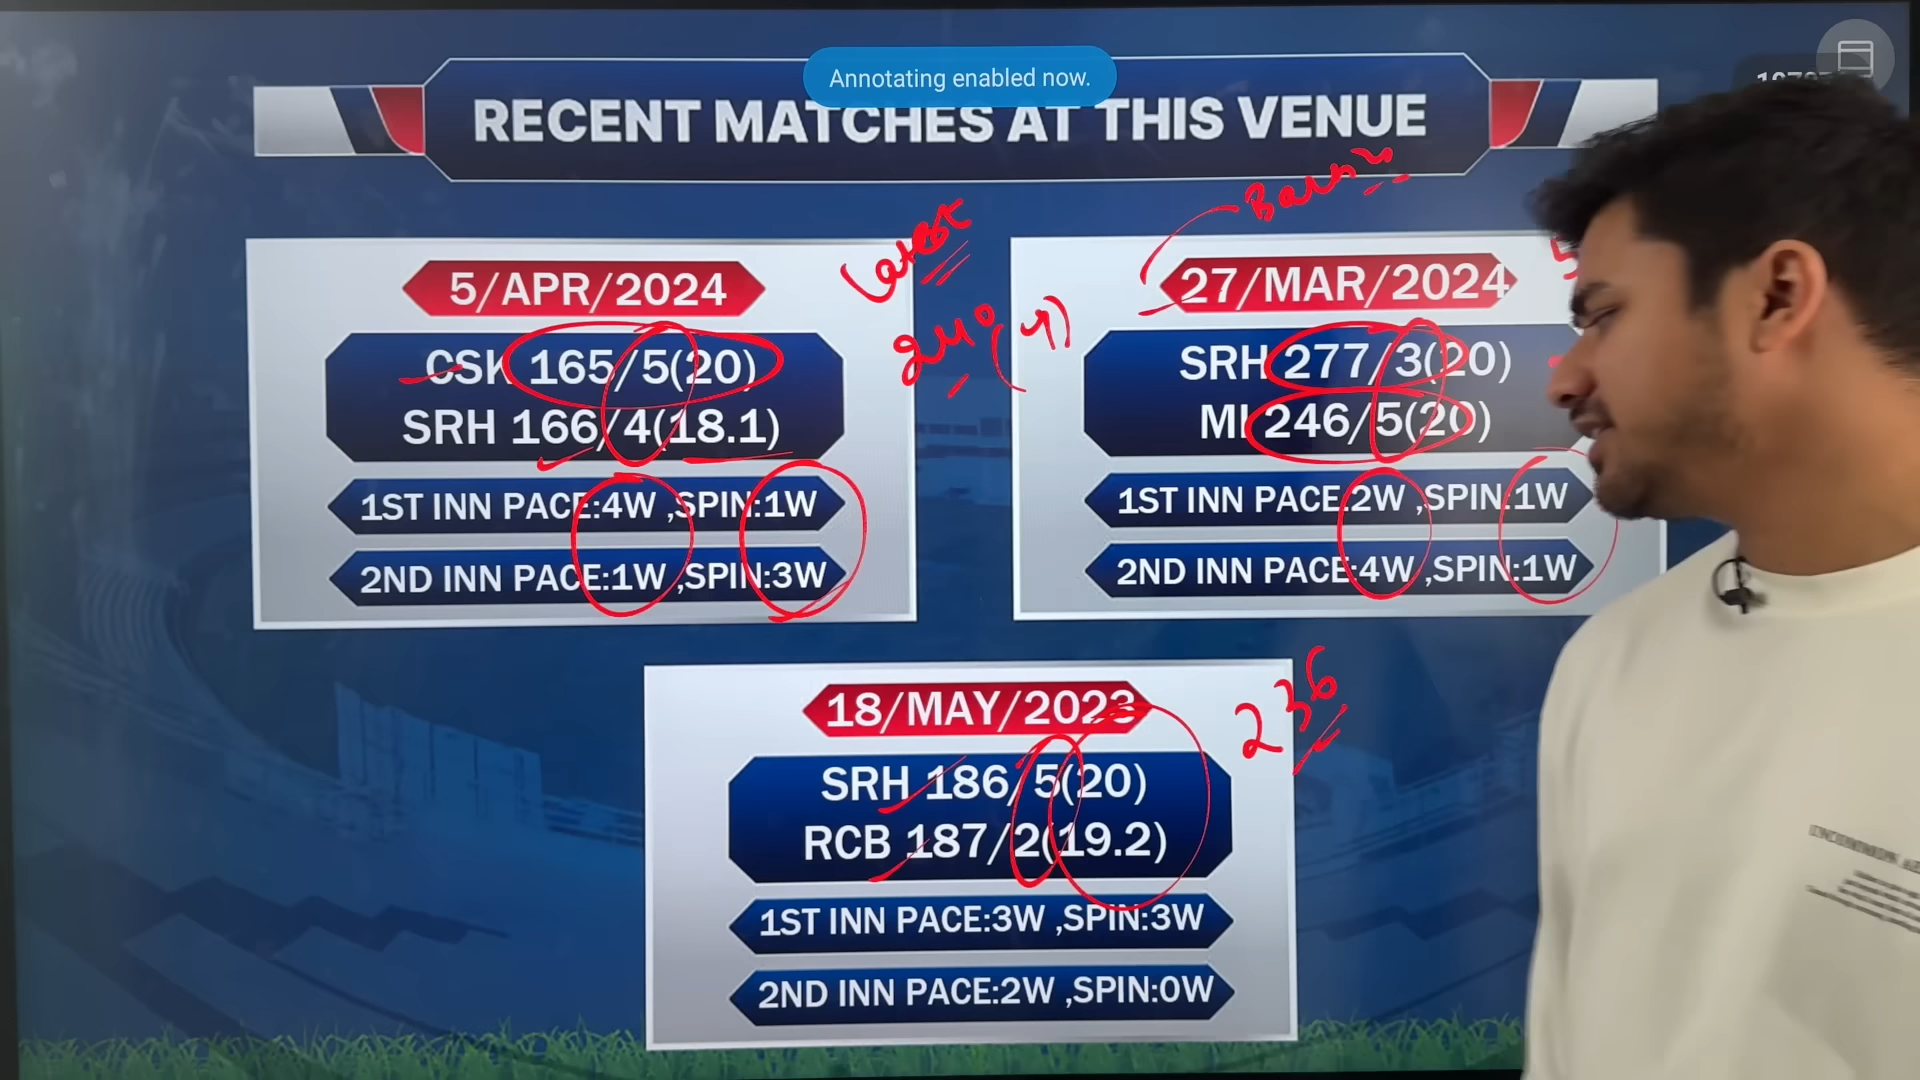 Annotating enabled now.
RECENT MATCHES AT THIS VENUE
5/APR/2024
CSK 165/5(20)
SRH 166/4(18.1)
1ST INN PACE:4W ,SPIN:1W
2ND INN PACE:1W ,SPIN:3W
Latest
240(4)
27/MAR/2024
SRH 277/3(20)
MI 246/5(20)
1ST INN PACE:2W ,SPIN:1W
2ND INN PACE:4W ,SPIN:1W
18/MAY/2023
SRH 186/5(20)
RCB 187/2(19.2)
1ST INN PACE:3W ,SPIN:3W
2ND INN PACE:2W ,SPIN:0W
236